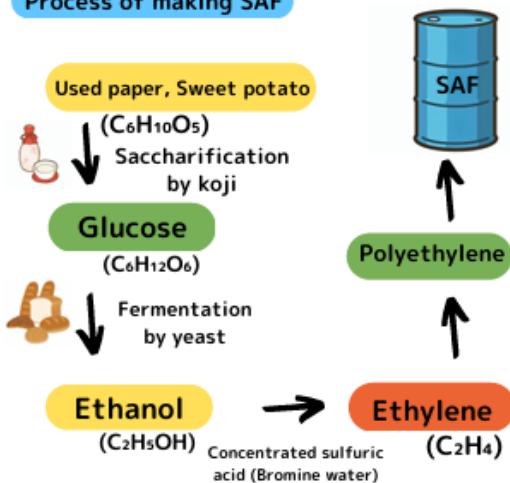 Process of making SAF
Used paper, Sweet potato
(C₆H₁₀O₅)
Saccharification
by koji
Glucose
(C₆H₁₂O₆)
Fermentation
by yeast
Ethanol
(C₂H₅OH)
Concentrated sulfuric
acid (Bromine water)
Ethylene
(C₂H₄)
Polyethylene
SAF